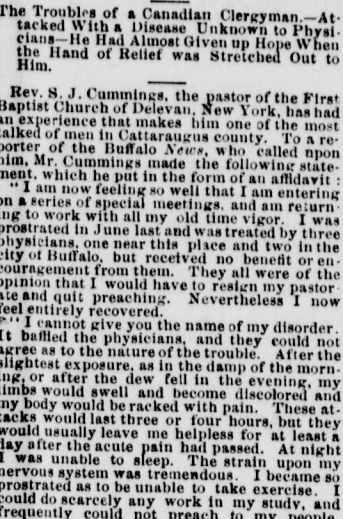 The Troubles of a Canadian Clergyman.—At-
tacked With a Disease Unknown to Physi-
cians—He Had Almost Given up Hope When
the Hand of Relief was Stretched Out to
Him.
Rev. S. J. Cummings, the pastor of the First
Baptist Church of Delevan, New York, has had
an experience that makes him one of the most
talked of men in Cattaraugus county. To a re-
porter of the Buffalo News, who called upon
him, Mr. Cummings made the following state-
ment, which he put in the form of an affidavit :
"I am now feeling so well that I am entering
on a series of special meetings, and am return-
ing to work with all my old time vigor. I was
prostrated in June last and was treated by three
physicians, one near this place and two in the
city of Buffalo, but received no benefit or en-
couragement from them. They all were of the
opinion that I would have to resign my pastor-
ate and quit preaching. Nevertheless I now
feel entirely recovered.
"I cannot give you the name of my disorder.
It baffled the physicians, and they could not
agree as to the nature of the trouble. After the
slightest exposure, as in the damp of the morn-
ing, or after the dew fell in the evening, my
limbs would swell and become discolored and
my body would be racked with pain. These at-
tacks would last three or four hours, but they
would usually leave me helpless for at least a
day after the acute pain had passed. At night
I was unable to sleep. The strain upon my
nervous system was tremendous. I became so
prostrated as to be unable to take exercise. I
could do scarcely any work in my study, and
frequently could not preach to my people.